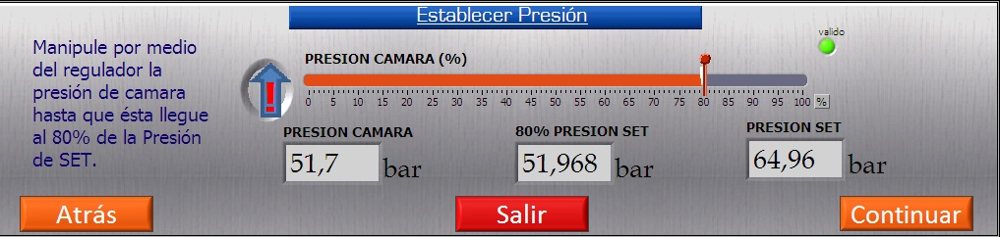 Establecer Presión
Manipule por medio
del regulador la
presión de camara
hasta que ésta llegue
al 80% de la Presión
de SET.
valido
PRESION CAMARA (%)
!
0 5 10 15 20 25 30 35 40 45 50 55 60 65 70 75 80 85 90 95 100 %
PRESION CAMARA
51,7 bar
80% PRESION SET
51,968 bar
PRESION SET
64,96 bar
Atrás
Salir
Continuar